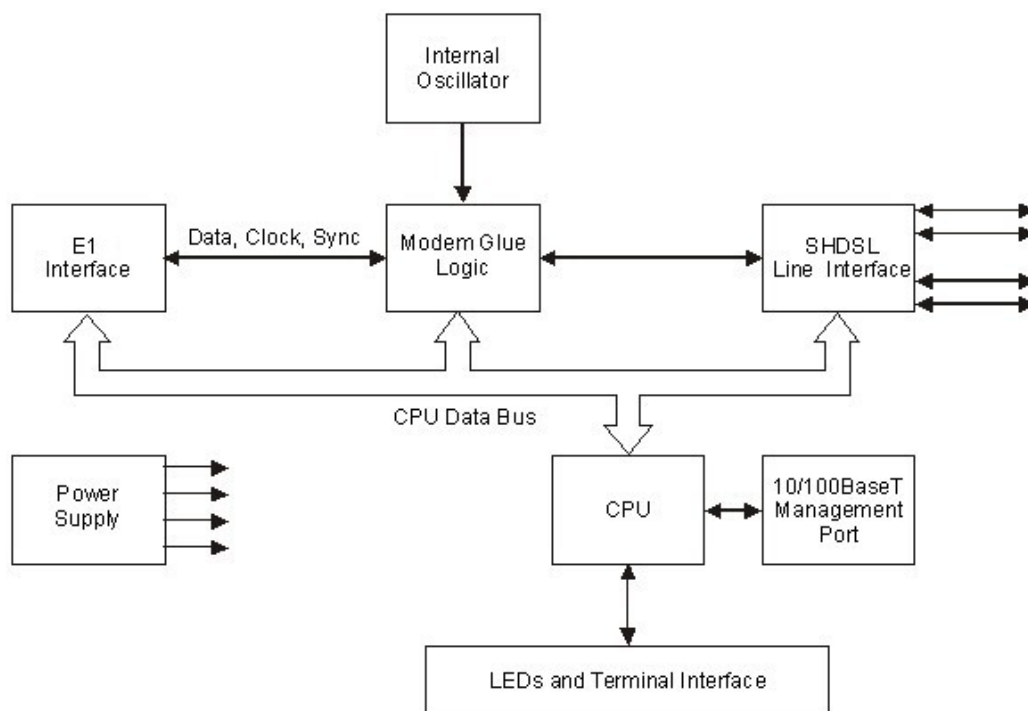 Internal
Oscillator
E1
Interface
Data, Clock, Sync
Modem Glue
Logic
SHDSL
Line Interface
CPU Data Bus
Power
Supply
CPU
10/100BaseT
Management
Port
LEDs and Terminal Interface